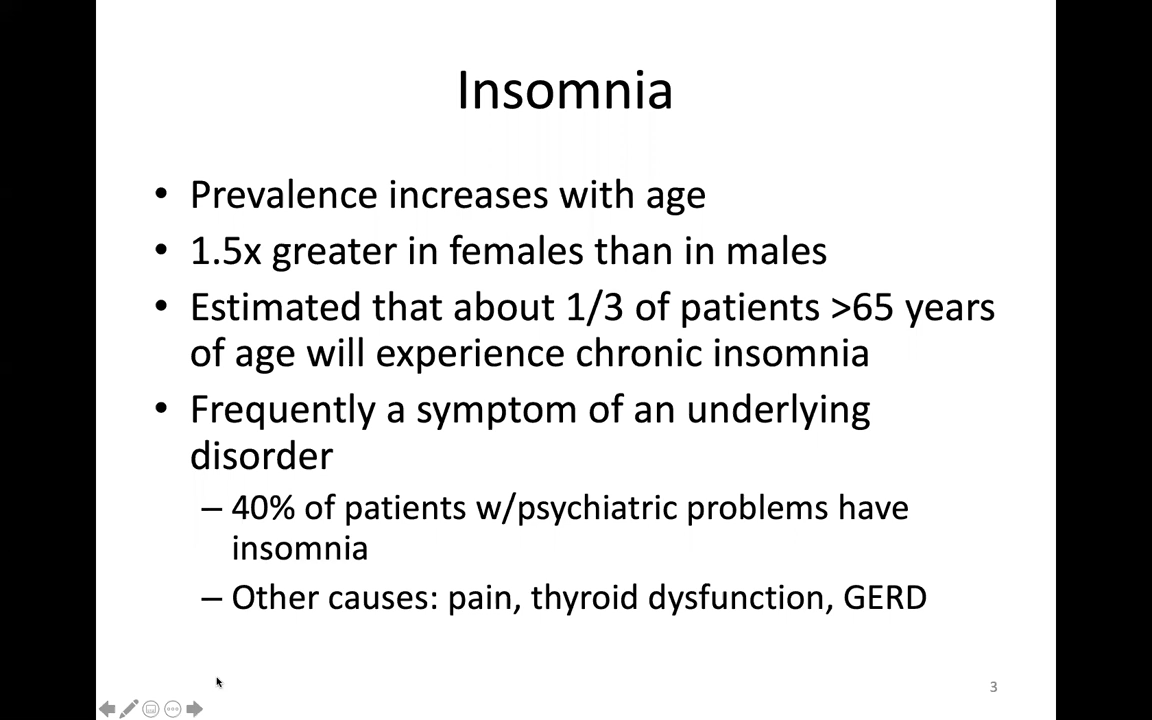 Insomnia
• Prevalence increases with age
• 1.5x greater in females than in males
• Estimated that about 1/3 of patients >65 years
of age will experience chronic insomnia
• Frequently a symptom of an underlying
disorder
– 40% of patients w/psychiatric problems have
insomnia
– Other causes: pain, thyroid dysfunction, GERD
3